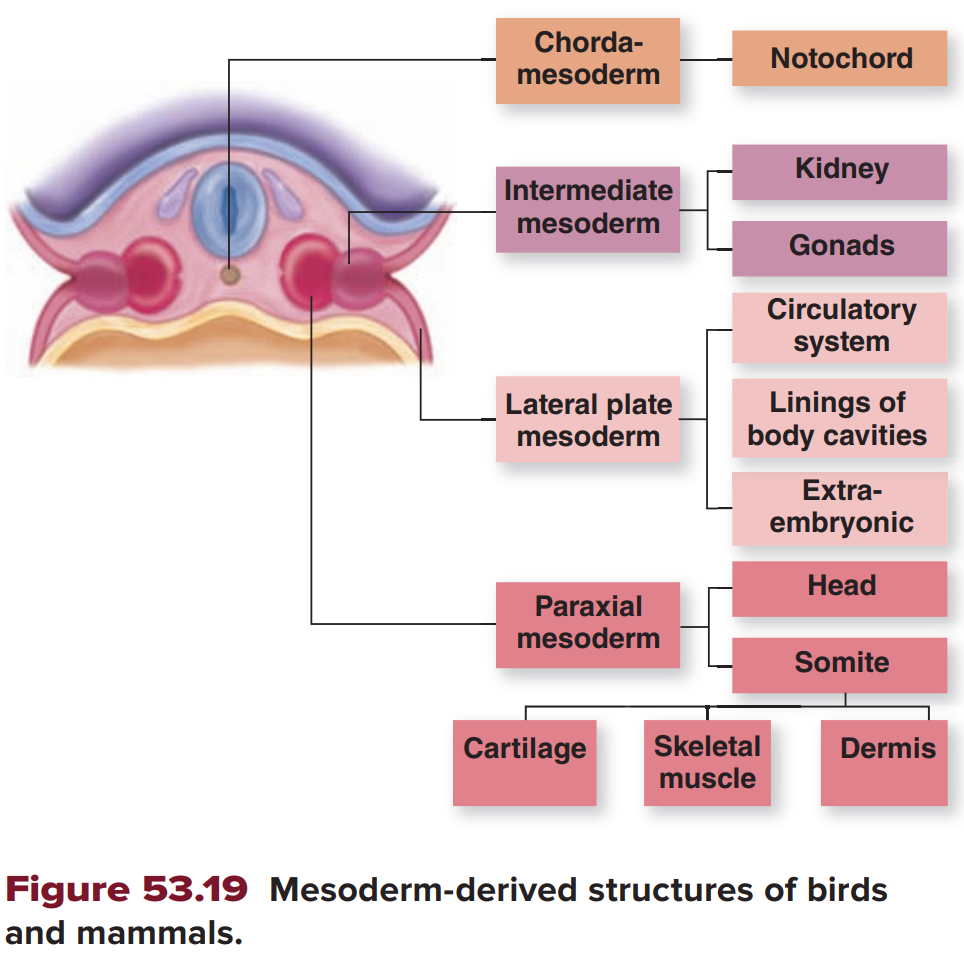 Chorda-
mesoderm
Notochord
Intermediate
mesoderm
Kidney
Gonads
Lateral plate
mesoderm
Circulatory
system
Linings of
body cavities
Extra-
embryonic
Paraxial
mesoderm
Head
Somite
Cartilage
Skeletal
muscle
Dermis
Figure 53.19 Mesoderm-derived structures of birds
and mammals.